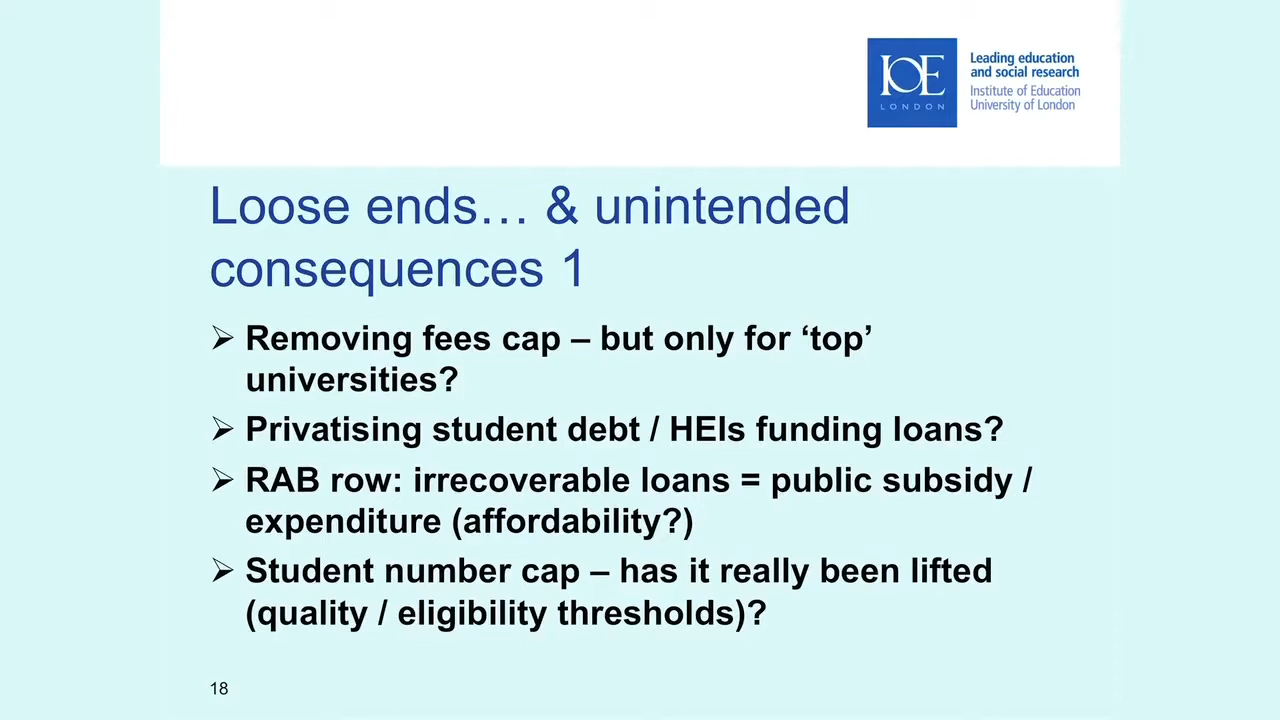 IOE
LONDON
Leading education
and social research
Institute of Education
University of London
Loose ends… & unintended
consequences 1
➢ Removing fees cap – but only for ‘top’
universities?
➢ Privatising student debt / HEIs funding loans?
➢ RAB row: irrecoverable loans = public subsidy /
expenditure (affordability?)
➢ Student number cap – has it really been lifted
(quality / eligibility thresholds)?
18